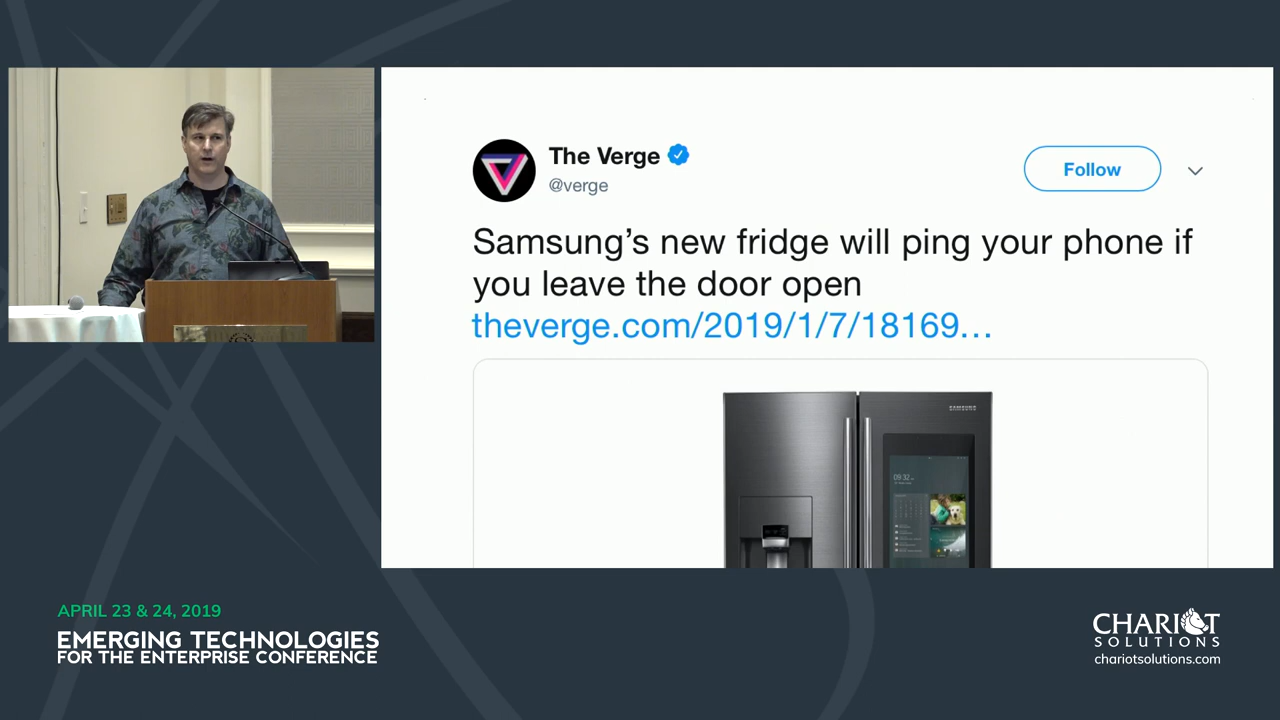 The Verge
@verge
Follow
Samsung’s new fridge will ping your phone if
you leave the door open
theverge.com/2019/1/7/18169…
SAMSUNG
09:32
APRIL 23 & 24, 2019
EMERGING TECHNOLOGIES
FOR THE ENTERPRISE CONFERENCE
CHARIOT
SOLUTIONS
chariotsolutions.com